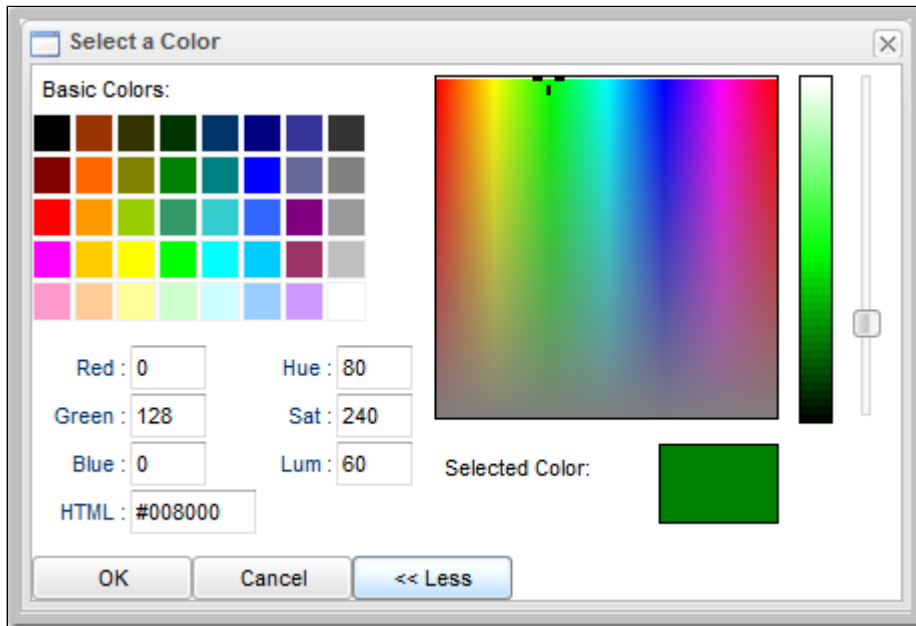 Select a Color
Basic Colors:
Red : 0 Hue : 80
Green : 128 Sat : 240
Blue : 0 Lum : 60
HTML : #008000
Selected Color:
OK Cancel << Less